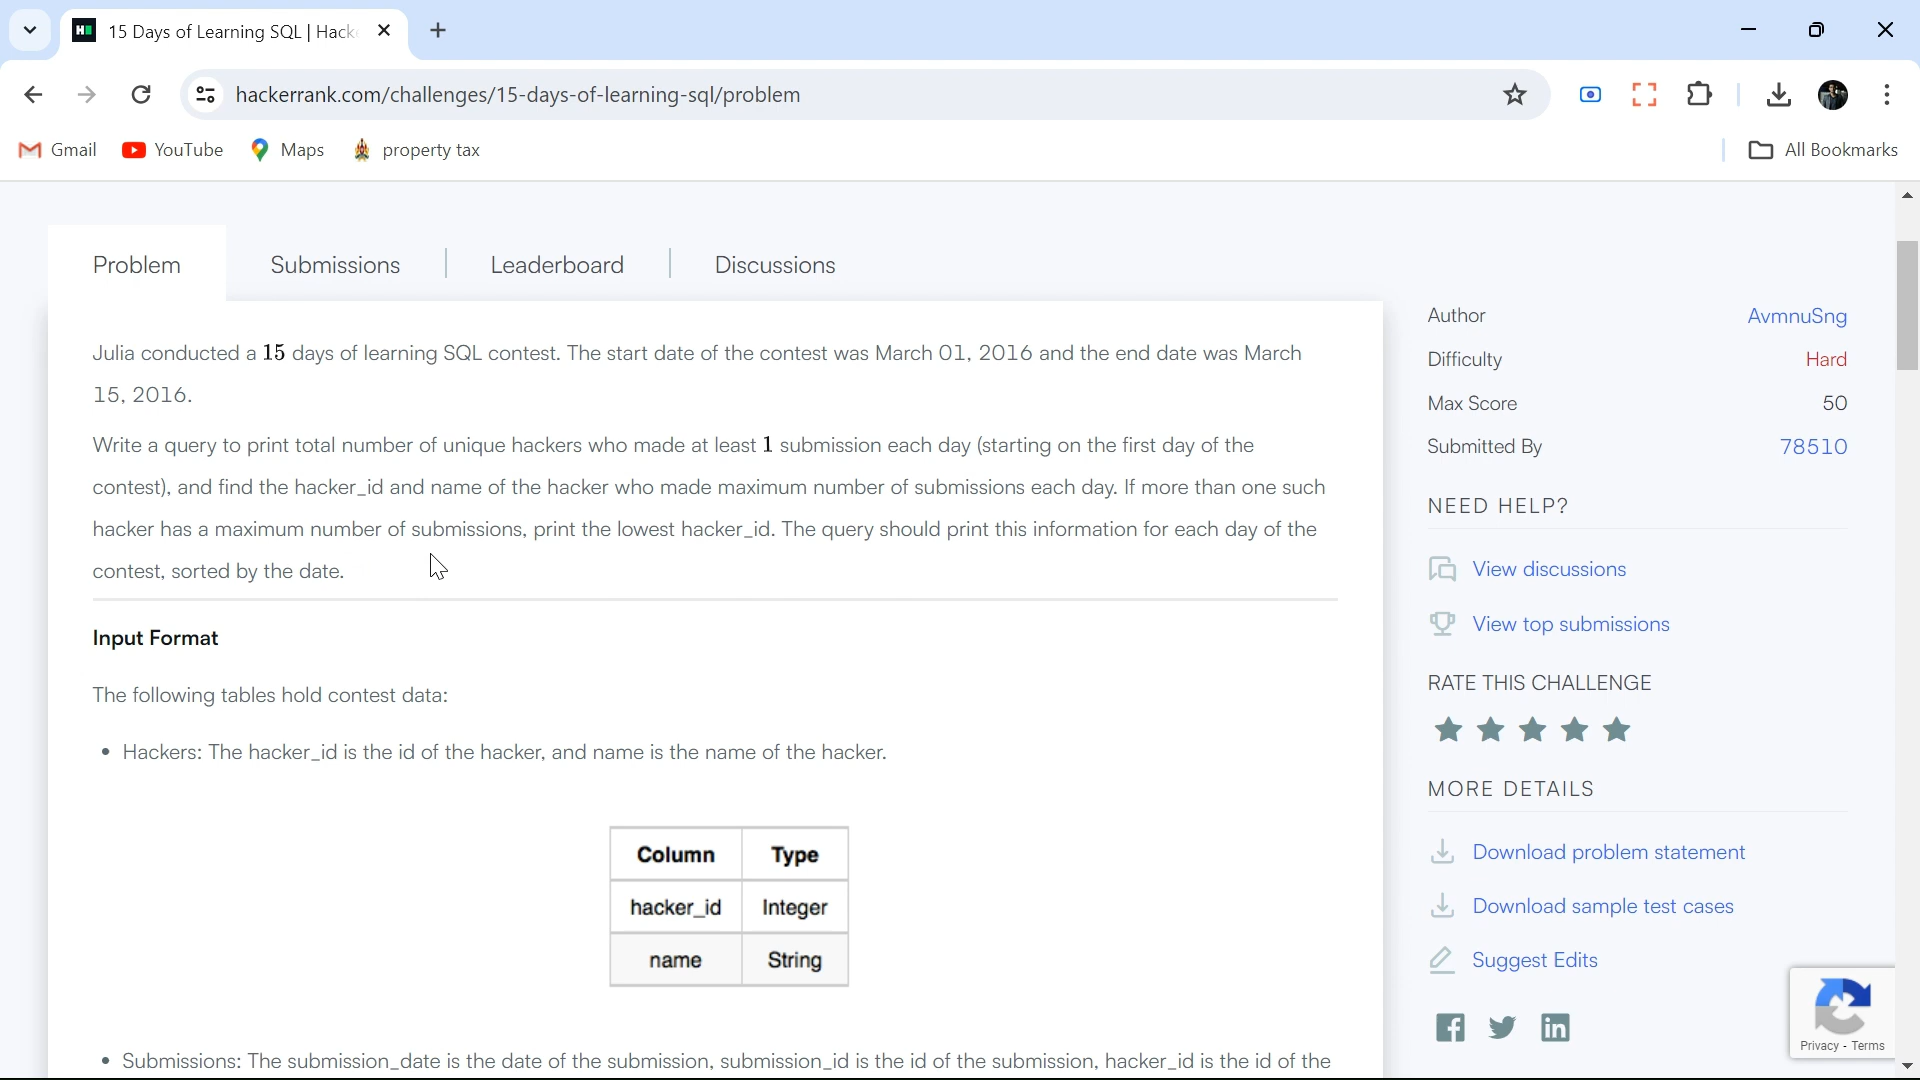 15 Days of Learning SQL | Hack
hackerrank.com/challenges/15-days-of-learning-sql/problem
Gmail
YouTube
Maps
property tax
All Bookmarks
Problem
Submissions
Leaderboard
Discussions
Julia conducted a 15 days of learning SQL contest. The start date of the contest was March 01, 2016 and the end date was March
15, 2016.
Write a query to print total number of unique hackers who made at least 1 submission each day (starting on the first day of the
contest), and find the hacker_id and name of the hacker who made maximum number of submissions each day. If more than one such
hacker has a maximum number of submissions, print the lowest hacker_id. The query should print this information for each day of the
contest, sorted by the date.
Input Format
The following tables hold contest data:
• Hackers: The hacker_id is the id of the hacker, and name is the name of the hacker.
Column Type
hacker_id Integer
name String
• Submissions: The submission_date is the date of the submission, submission_id is the id of the submission, hacker_id is the id of the
Author AvmnuSng
Difficulty Hard
Max Score 50
Submitted By 78510
NEED HELP?
View discussions
View top submissions
RATE THIS CHALLENGE
MORE DETAILS
Download problem statement
Download sample test cases
Suggest Edits
Privacy - Terms